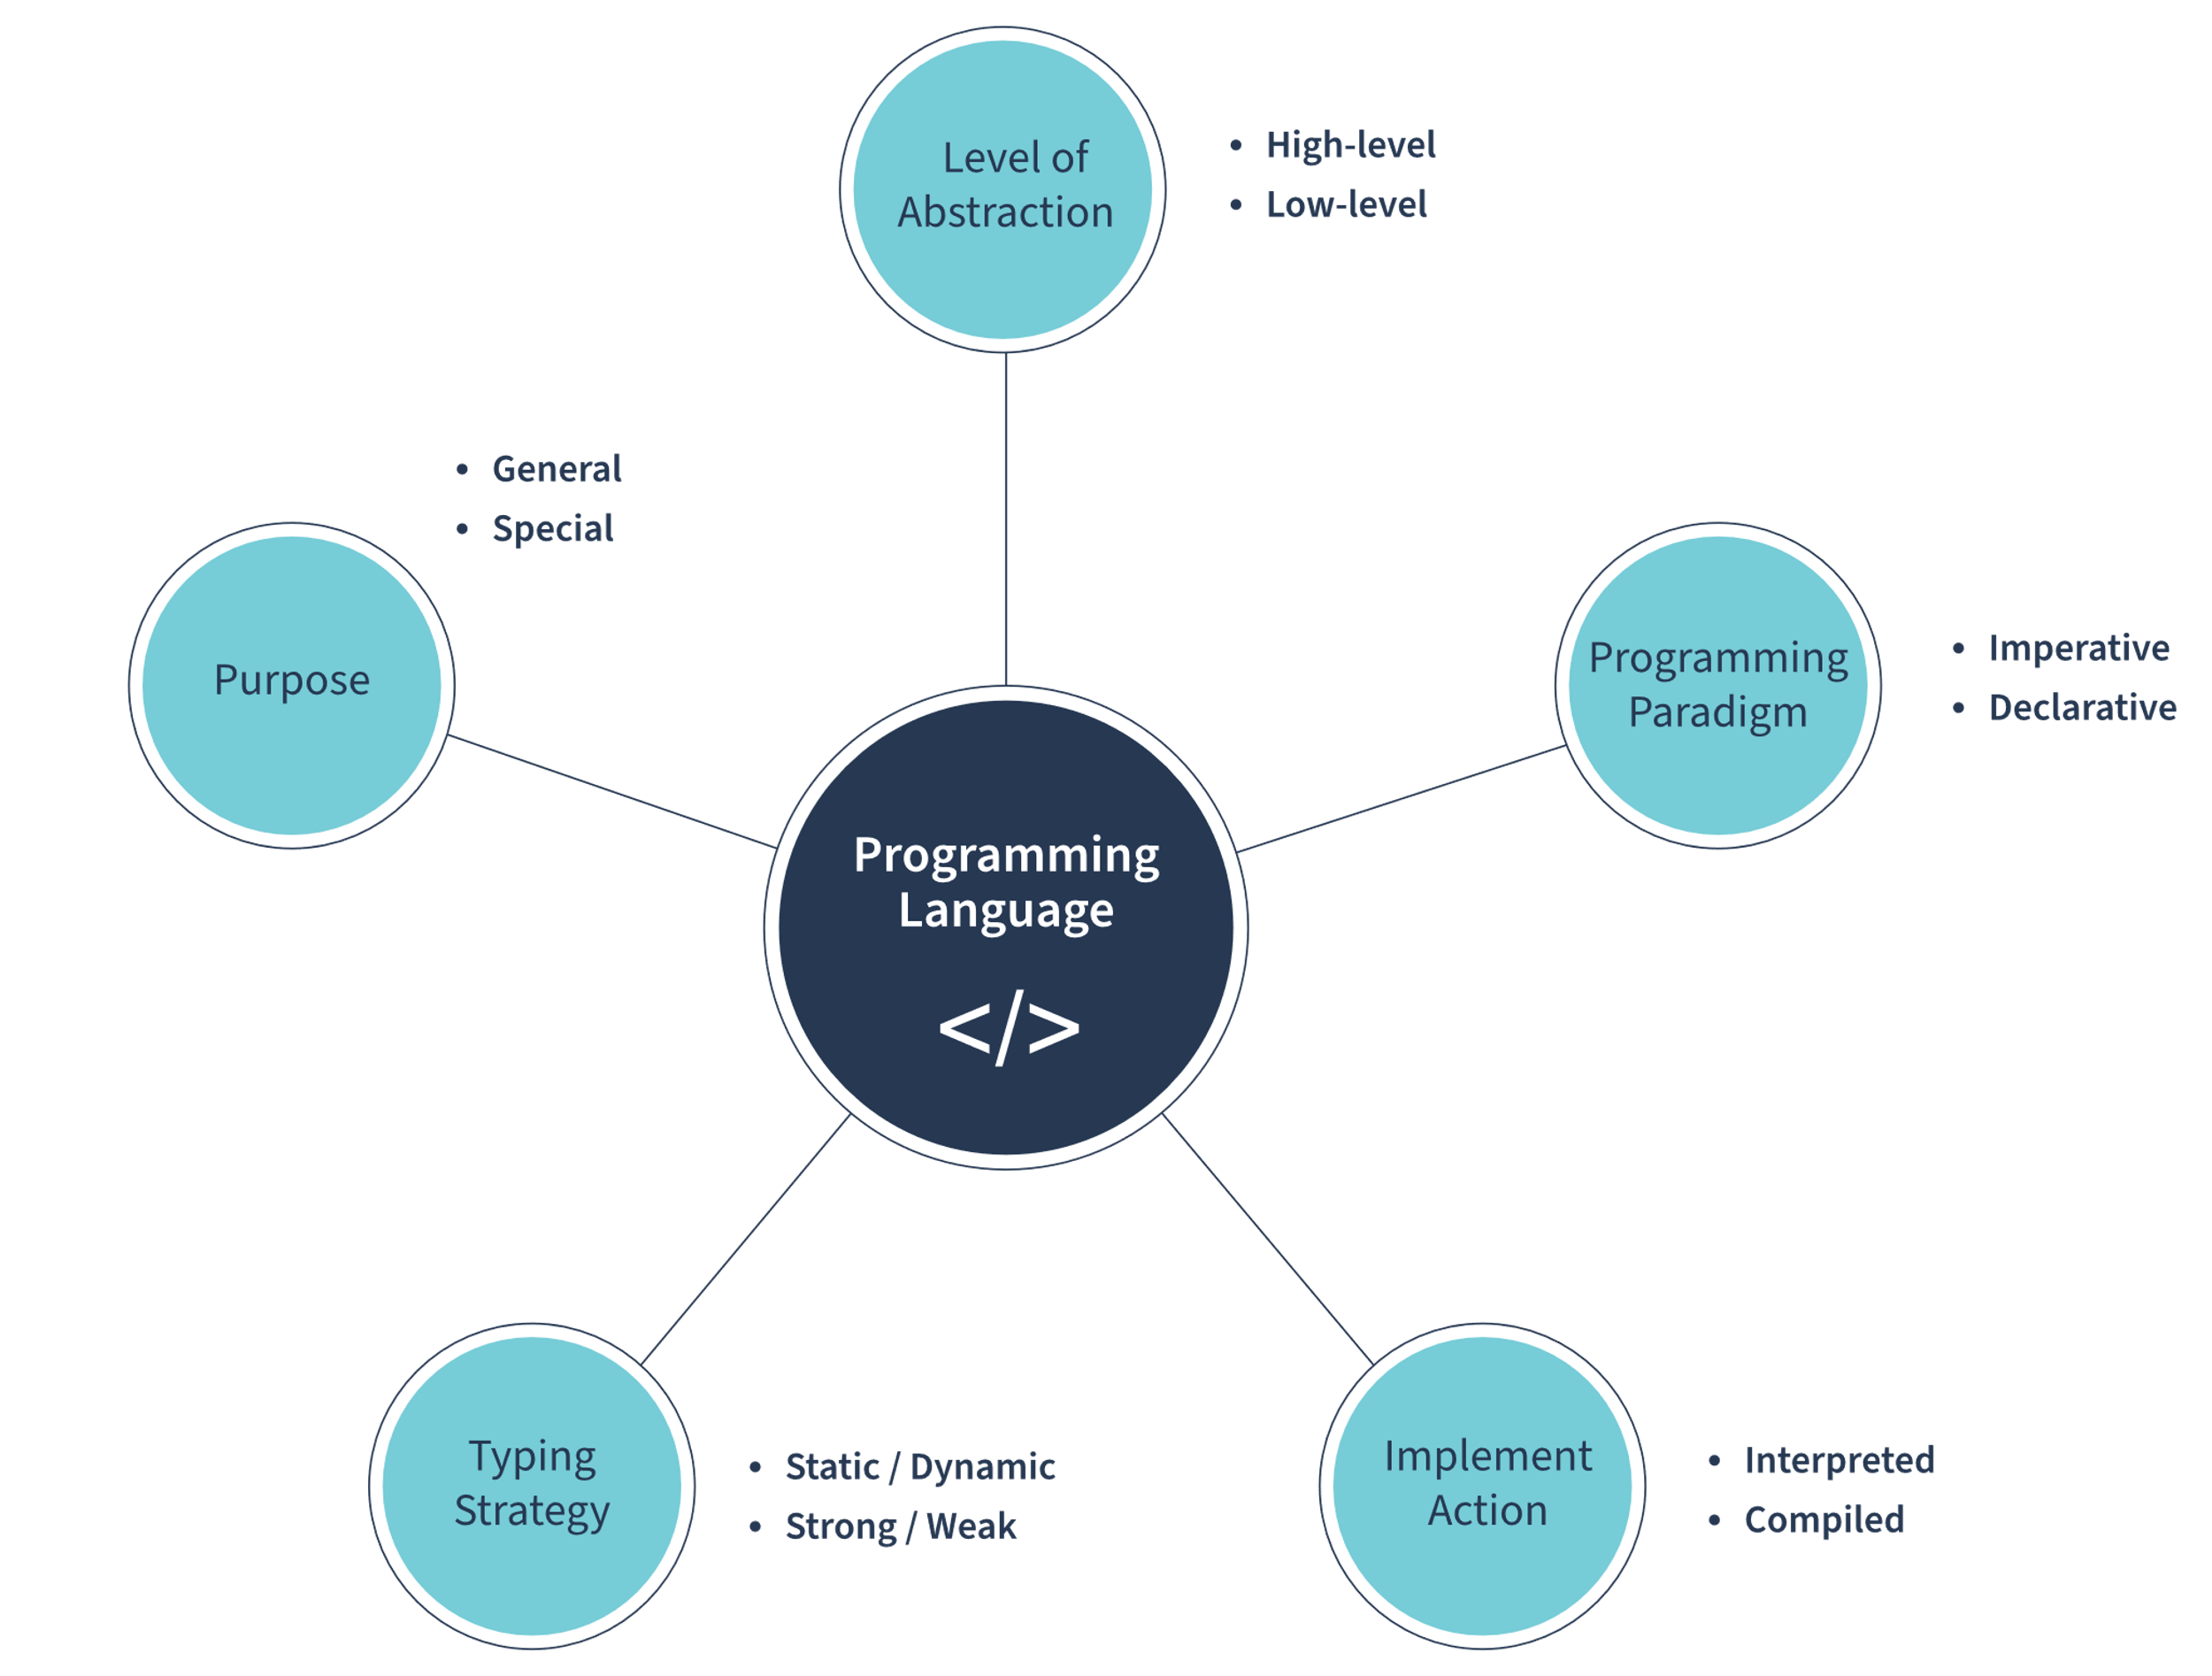 Level of
Abstraction
• High-level
• Low-level
• General
• Special
Purpose
Programming
Paradigm
• Imperative
• Declarative
Programming
Language
</>
Typing
Strategy
• Static / Dynamic
• Strong / Weak
Implement
Action
• Interpreted
• Compiled